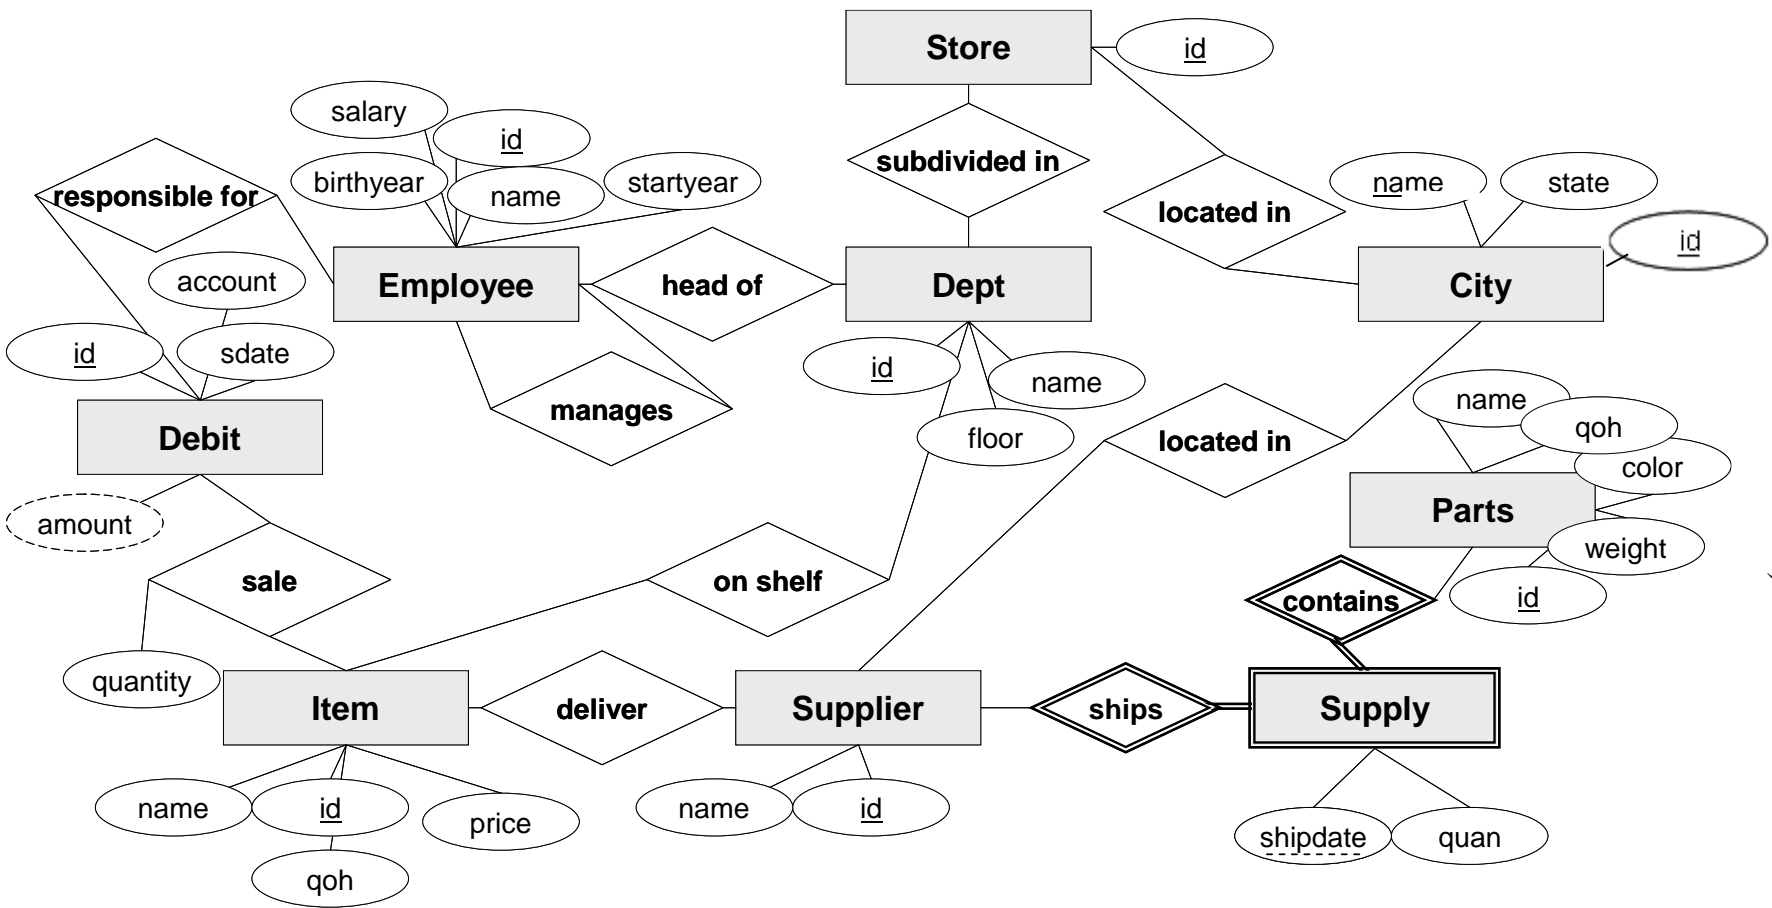 Store
id
salary
id
birthyear
name
startyear
responsible for
subdivided in
located in
name
state
id
Employee
head of
Dept
City
account
id
sdate
id
name
floor
manages
Debit
located in
name
qoh
color
Parts
weight
id
amount
sale
on shelf
contains
quantity
Item
deliver
Supplier
ships
Supply
name
id
price
qoh
name
id
shipdate
quan